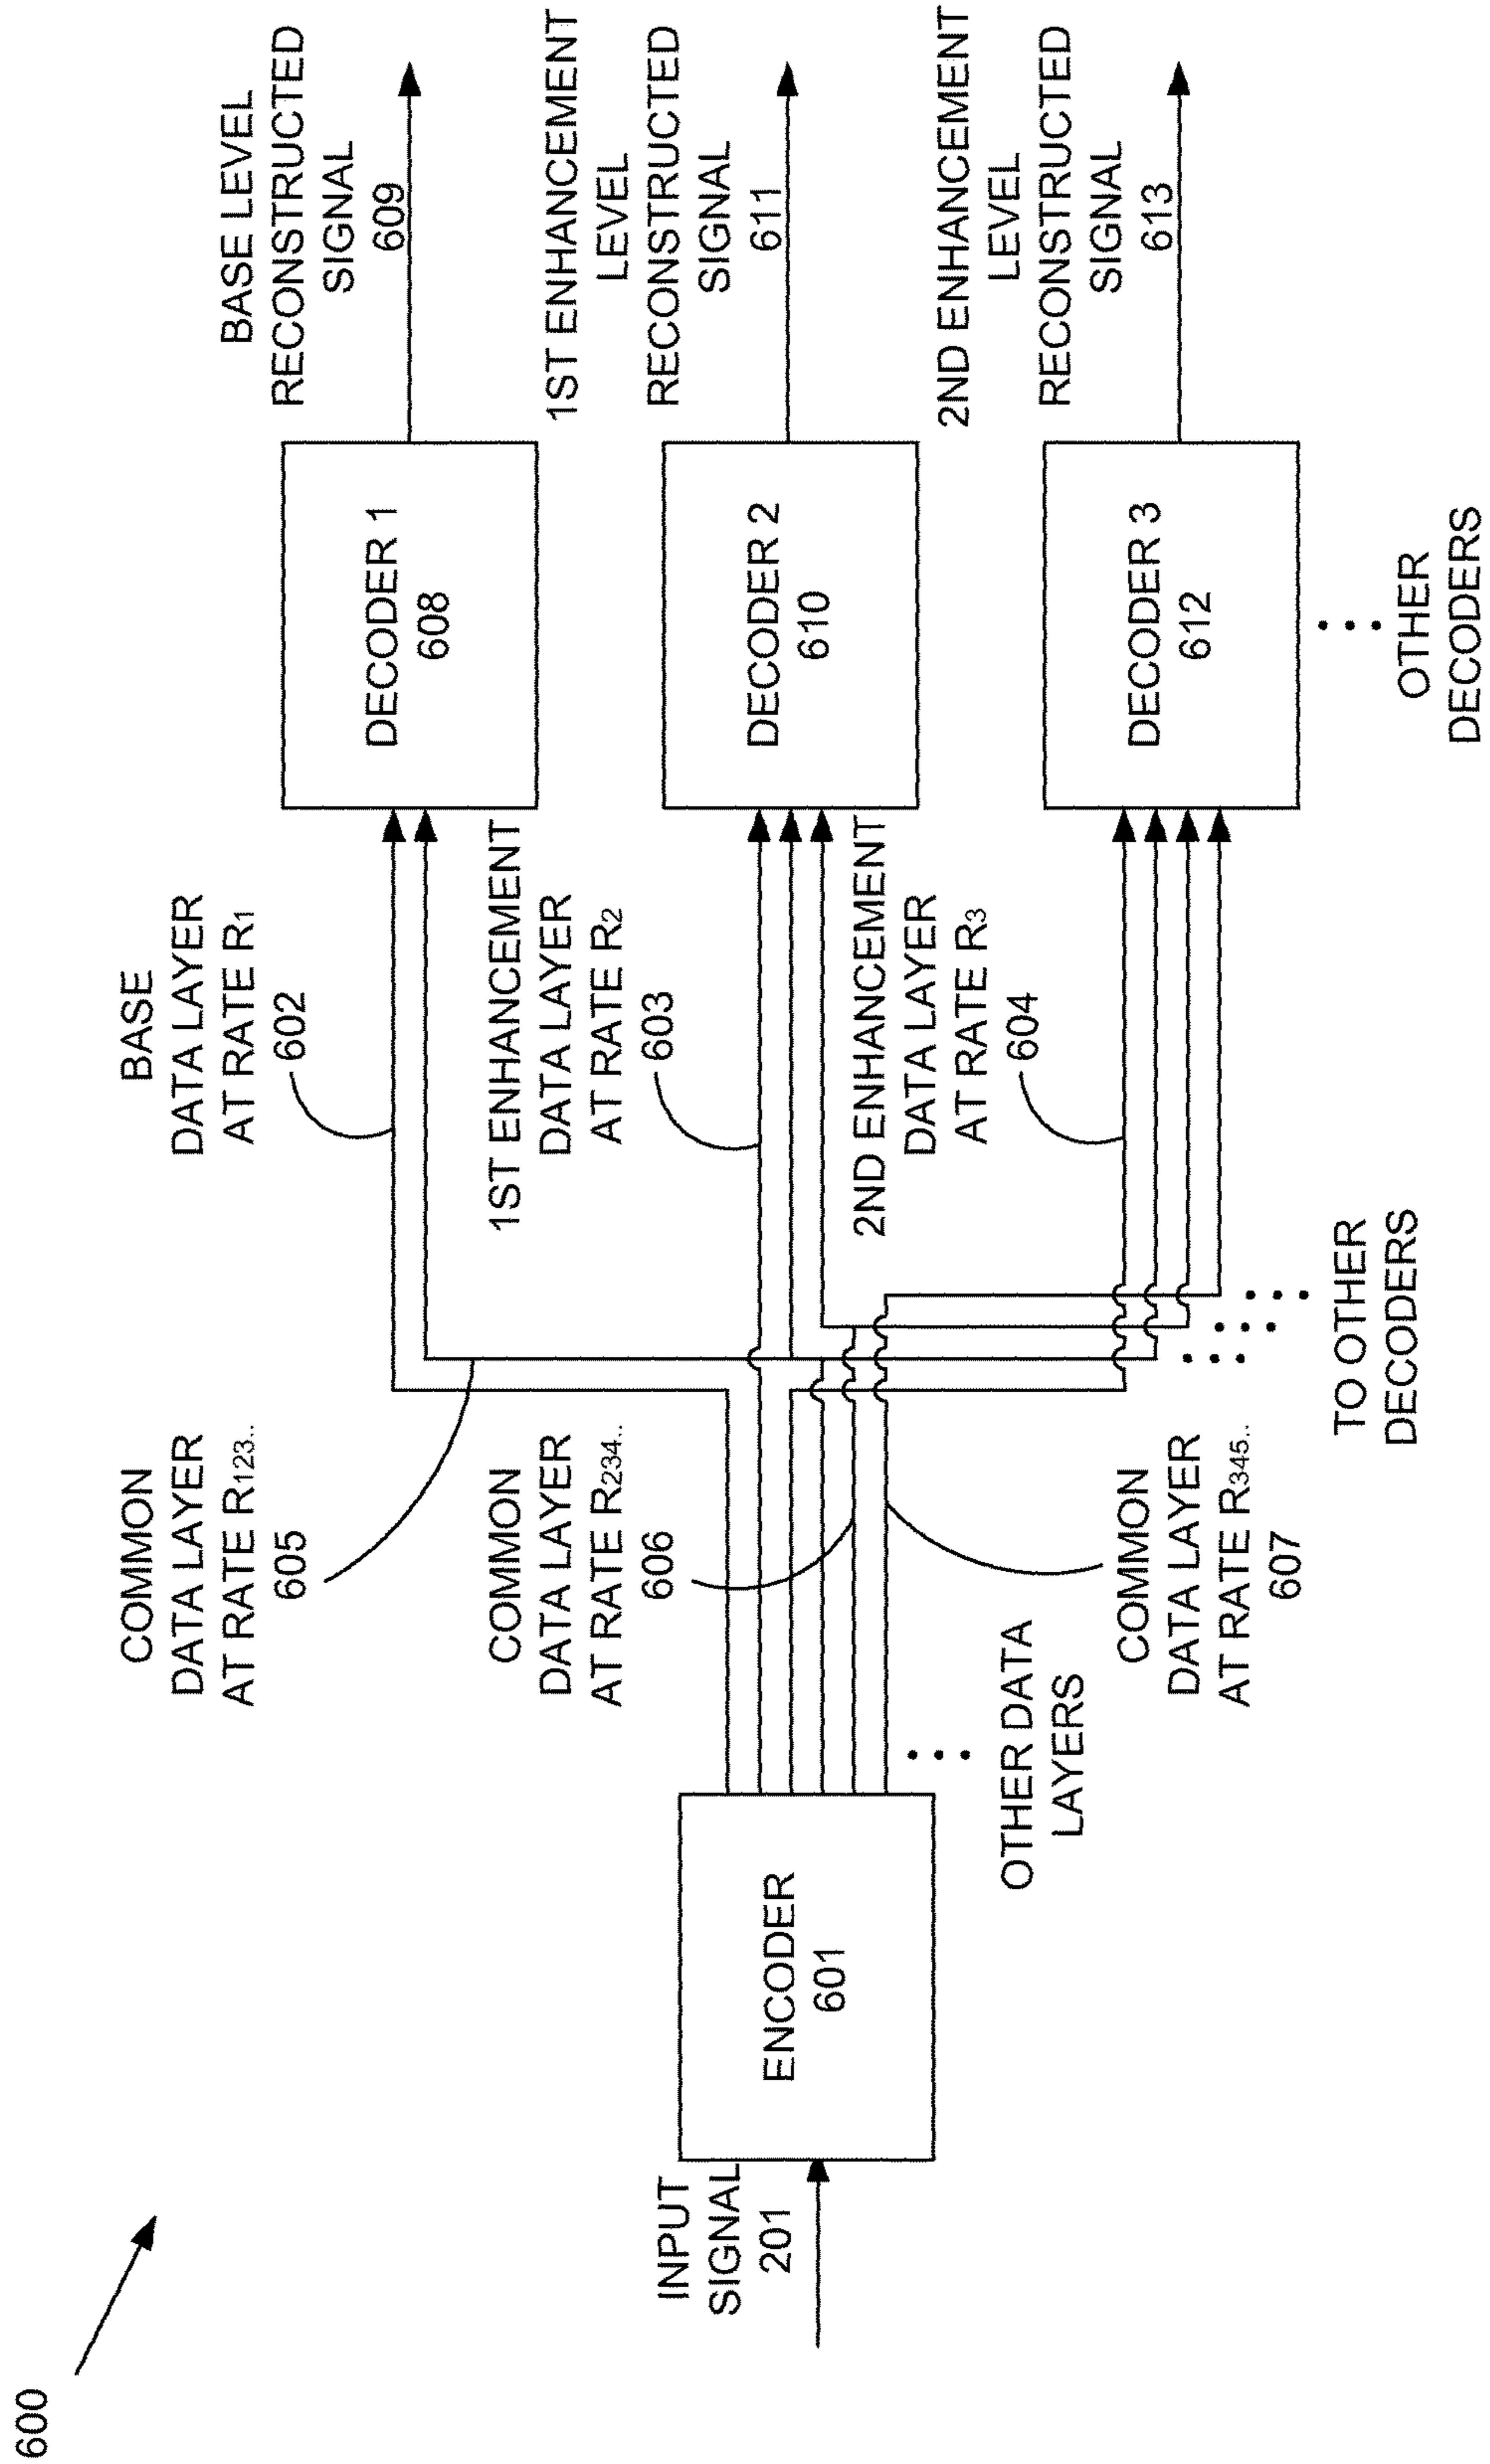 600
INPUT
SIGNAL
201
ENCODER
601
OTHER DATA
LAYERS
COMMON
DATA LAYER
AT RATE R123..
605
COMMON
DATA LAYER
AT RATE R234..
606
COMMON
DATA LAYER
AT RATE R345..
607
TO OTHER
DECODERS
BASE
DATA LAYER
AT RATE R1
602
1ST ENHANCEMENT
DATA LAYER
AT RATE R2
603
2ND ENHANCEMENT
DATA LAYER
AT RATE R3
604
DECODER 1
608
DECODER 2
610
DECODER 3
612
OTHER
DECODERS
BASE LEVEL
RECONSTRUCTED
SIGNAL
609
1ST ENHANCEMENT
LEVEL
RECONSTRUCTED
SIGNAL
611
2ND ENHANCEMENT
LEVEL
RECONSTRUCTED
SIGNAL
613